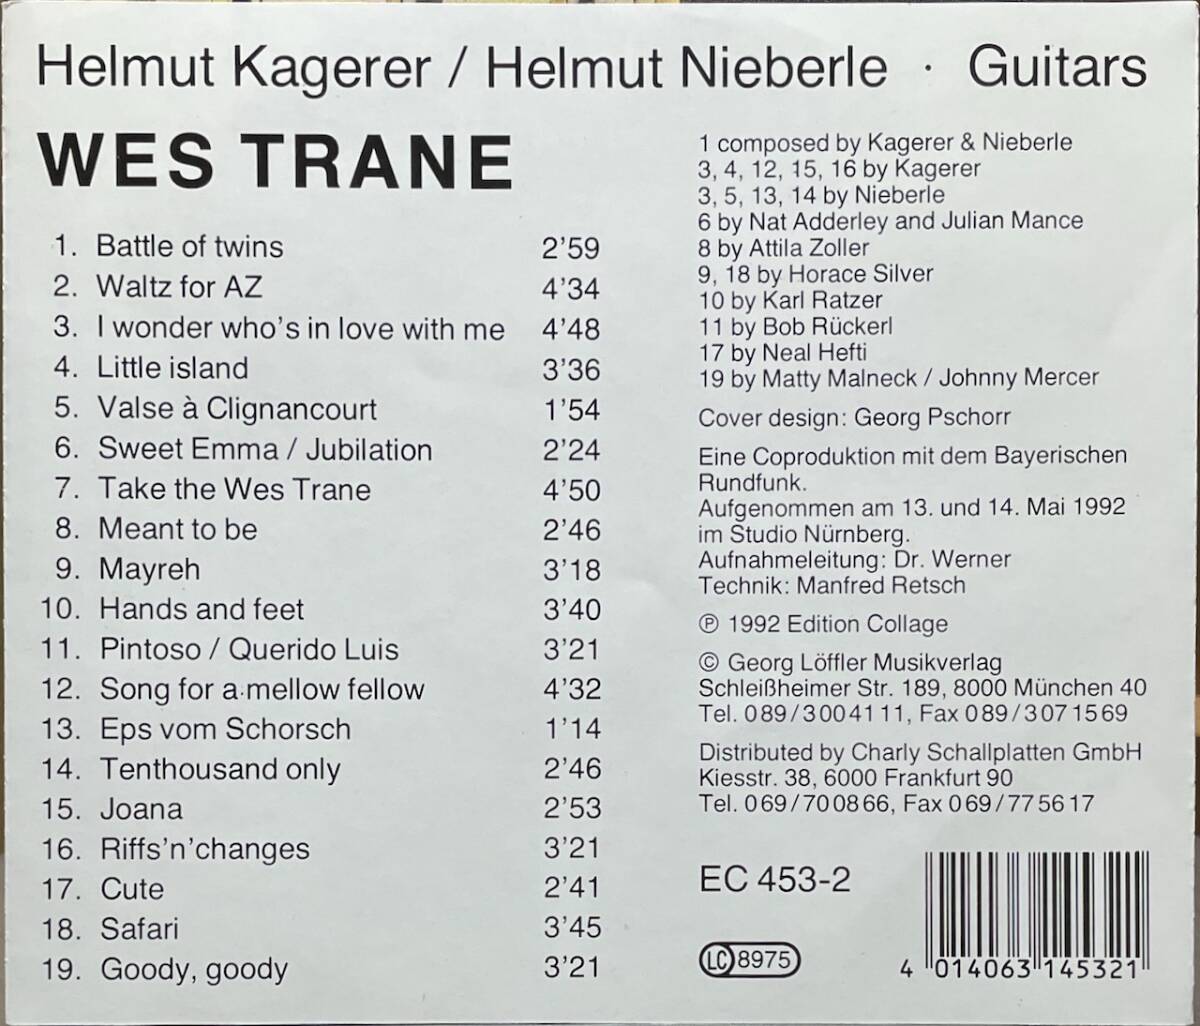 Helmut Kagerer / Helmut Nieberle · Guitars
WES TRANE
1. Battle of twins 2'59
2. Waltz for AZ 4'34
3. I wonder who's in love with me 4'48
4. Little island 3'36
5. Valse à Clignancourt 1'54
6. Sweet Emma / Jubilation 2'24
7. Take the Wes Trane 4'50
8. Meant to be 2'46
9. Mayreh 3'18
10. Hands and feet 3'40
11. Pintoso / Querido Luis 3'21
12. Song for a mellow fellow 4'32
13. Eps vom Schorsch 1'14
14. Tenthousand only 2'46
15. Joana 2'53
16. Riffs'n'changes 3'21
17. Cute 2'41
18. Safari 3'45
19. Goody, goody 3'21
1 composed by Kagerer & Nieberle
3, 4, 12, 15, 16 by Kagerer
3, 5, 13, 14 by Nieberle
6 by Nat Adderley and Julian Mance
8 by Attila Zoller
9, 18 by Horace Silver
10 by Karl Ratzer
11 by Bob Rückerl
17 by Neal Hefti
19 by Matty Malneck / Johnny Mercer
Cover design: Georg Pschorr
Eine Coproduktion mit dem Bayerischen
Rundfunk.
Aufgenommen am 13. und 14. Mai 1992
im Studio Nürnberg.
Aufnahmeleitung: Dr. Werner
Technik: Manfred Retsch
℗ 1992 Edition Collage
© Georg Löffler Musikverlag
Schleißheimer Str. 189, 8000 München 40
Tel. 089/3004111, Fax 089/3071569
Distributed by Charly Schallplatten GmbH
Kiesstr. 38, 6000 Frankfurt 90
Tel. 069/700866, Fax 069/775617
EC 453-2
LC 8975
4 014063 145321